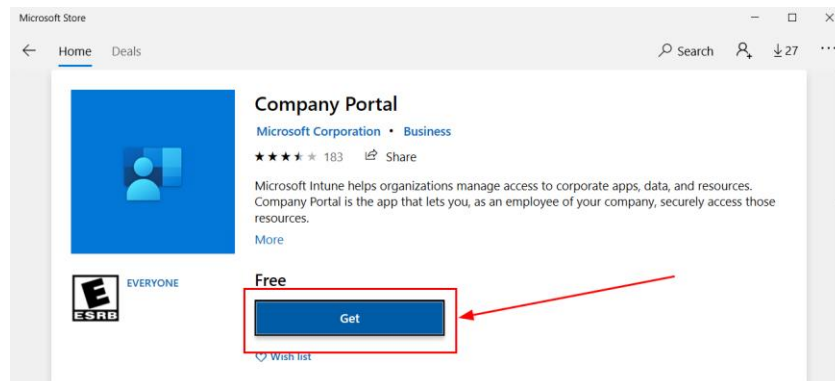 Microsoft Store
Home Deals Search 27
Company Portal
Microsoft Corporation • Business
183 Share
Microsoft Intune helps organizations manage access to corporate apps, data, and resources.
Company Portal is the app that lets you, as an employee of your company, securely access those
resources.
More
Free
E EVERYONE
ESRB
Get
Wish list